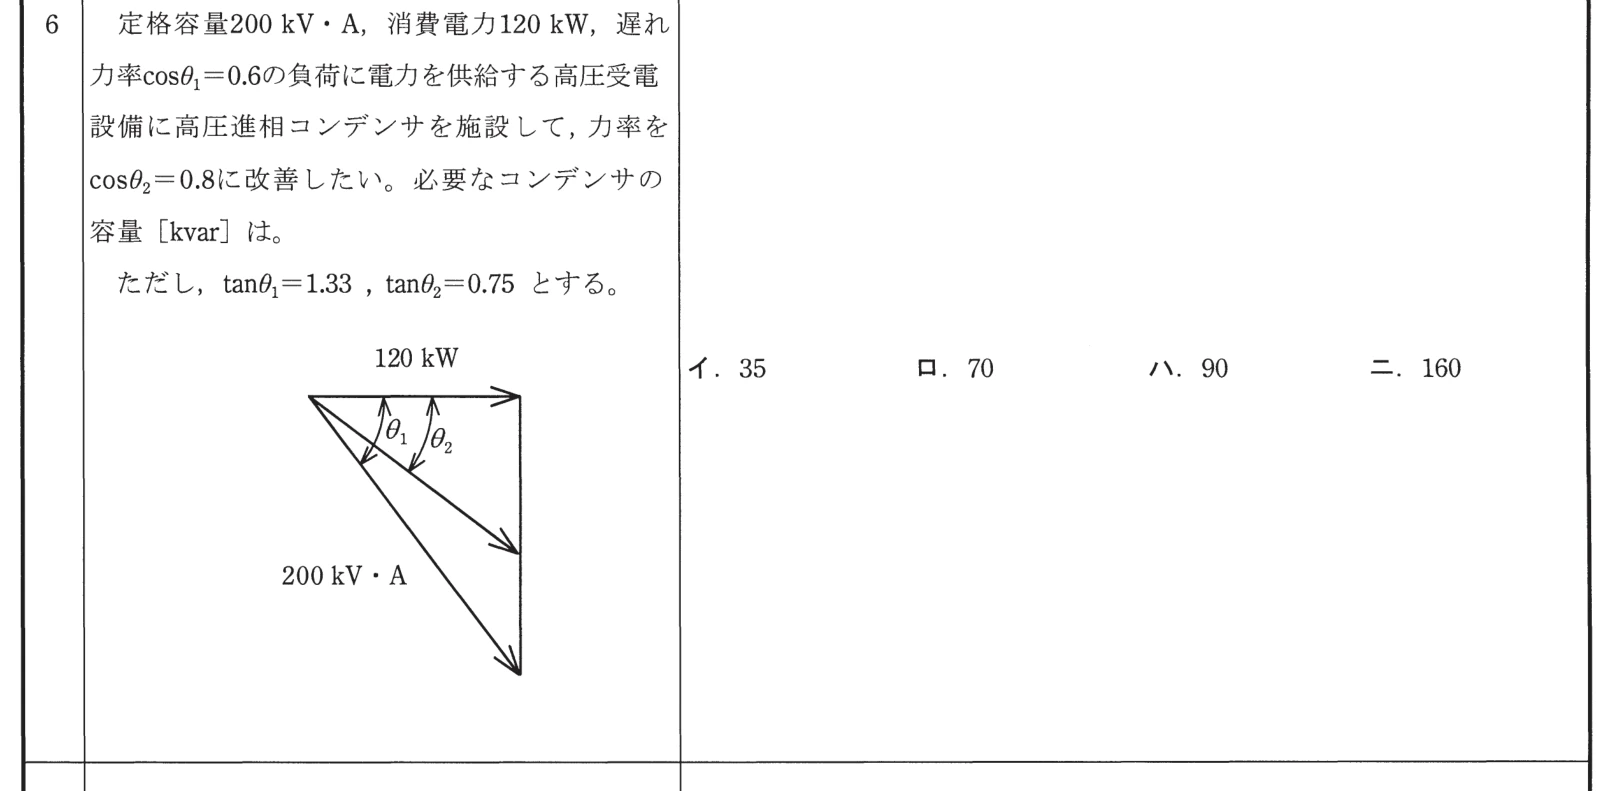 6
定格容量200 kV・A，消費電力120 kW，遅れ
力率cosθ₁＝0.6の負荷に電力を供給する高圧受電
設備に高圧進相コンデンサを施設して，力率を
cosθ₂＝0.8に改善したい。必要なコンデンサの
容量［kvar］は。
ただし，tanθ₁＝1.33 ，tanθ₂＝0.75 とする。
120 kW
θ₁
θ₂
200 kV・A
イ．35 ロ．70 ハ．90 ニ．160